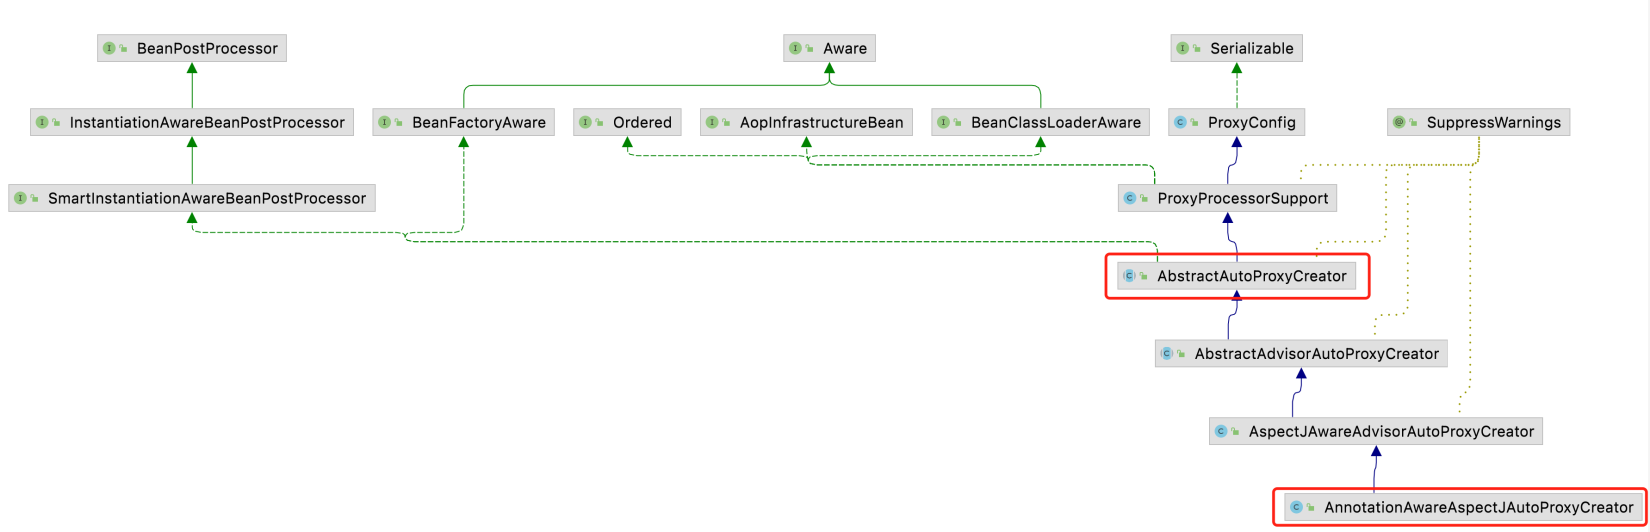 BeanPostProcessor
Aware
Serializable
InstantiationAwareBeanPostProcessor
BeanFactoryAware
Ordered
AopInfrastructureBean
BeanClassLoaderAware
ProxyConfig
SuppressWarnings
SmartInstantiationAwareBeanPostProcessor
ProxyProcessorSupport
AbstractAutoProxyCreator
AbstractAdvisorAutoProxyCreator
AspectJAwareAdvisorAutoProxyCreator
AnnotationAwareAspectJAutoProxyCreator